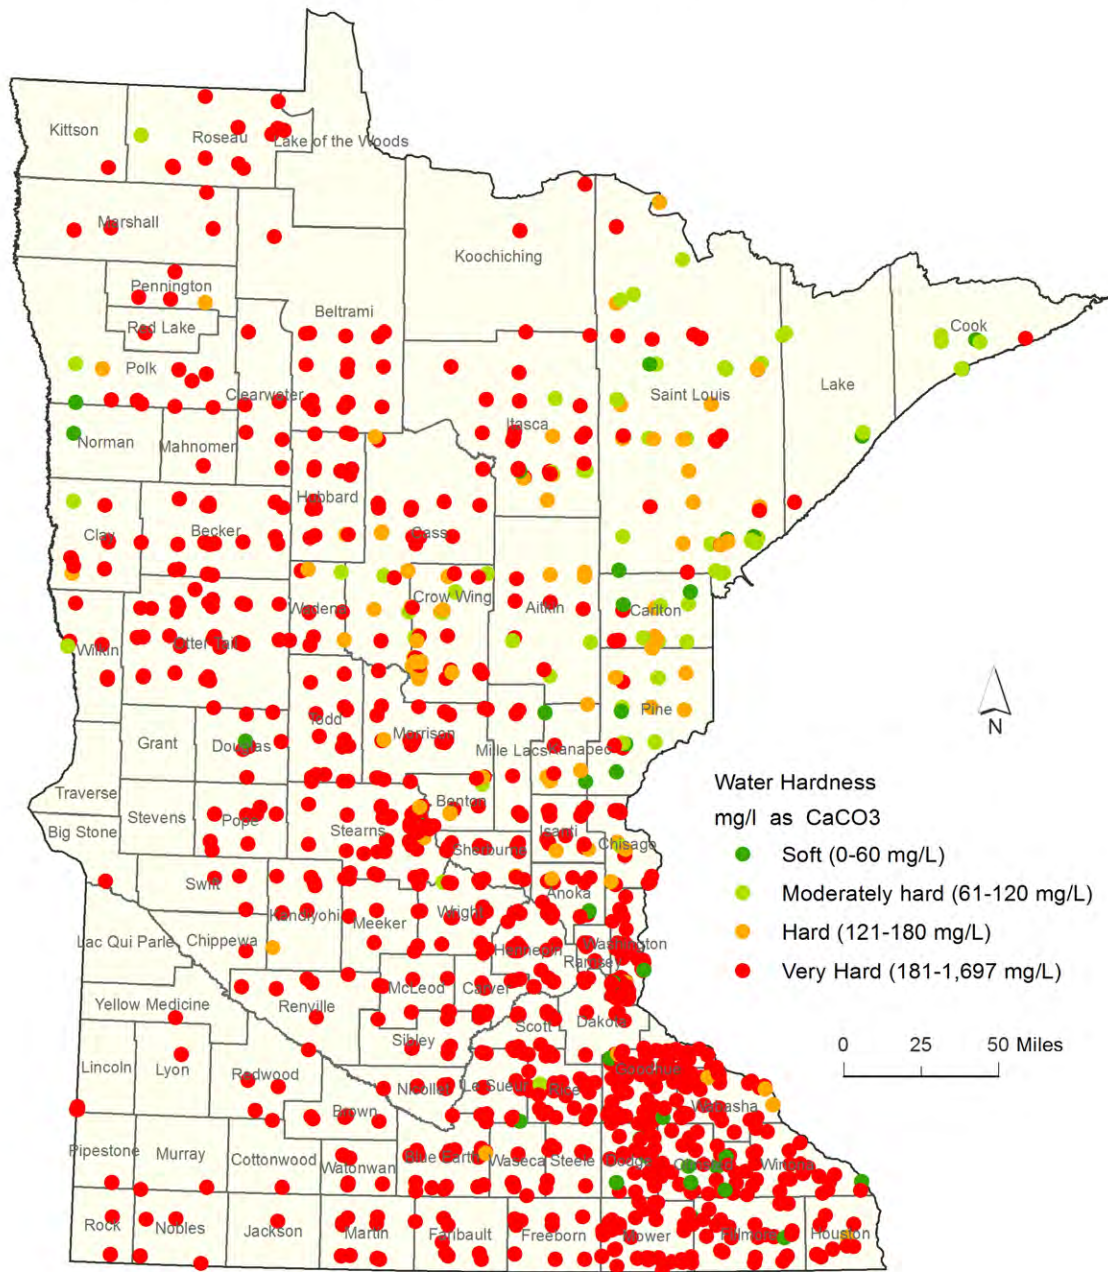 Kittson
Roseau
Lake of the Woods
Marshall
Koochiching
Pennington
Beltrami
Red Lake
Cook
Polk
Clearwater
Saint Louis
Lake
Itasca
Norman
Mahnomen
Hubbard
Clay
Becker
Cass
Wadena
Crow Wing
Aitkin
Carlton
Wilkin
Otter Tail
Todd
Morrison
Pine
Grant
Douglas
Mille Lacs
Kanabec
N
Water Hardness
mg/l as CaCO3
Soft (0-60 mg/L)
Moderately hard (61-120 mg/L)
Hard (121-180 mg/L)
Very Hard (181-1,697 mg/L)
Traverse
Stevens
Pope
Stearns
Benton
Isanti
Chisago
Big Stone
Sherburne
Swift
Kandiyohi
Meeker
Wright
Anoka
Lac Qui Parle
Chippewa
Hennepin
Washington
Ramsey
McLeod
Carver
Yellow Medicine
Renville
Scott
Dakota
Sibley
0 25 50 Miles
Lincoln
Lyon
Redwood
Nicollet
Le Sueur
Rice
Goodhue
Wabasha
Brown
Pipestone
Murray
Cottonwood
Watonwan
Blue Earth
Waseca
Steele
Dodge
Olmsted
Winona
Rock
Nobles
Jackson
Martin
Faribault
Freeborn
Mower
Fillmore
Houston